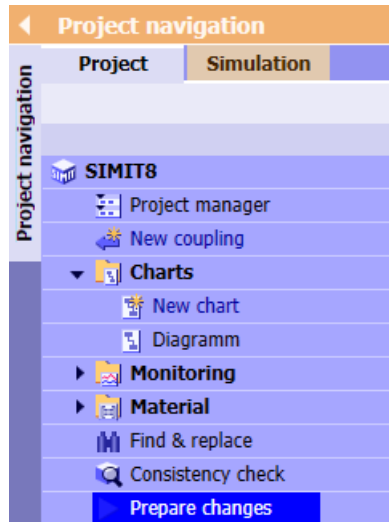 Project navigation
Project Simulation
Project navigation
SIMIT8
Project manager
New coupling
Charts
New chart
Diagramm
Monitoring
Material
Find & replace
Consistency check
Prepare changes